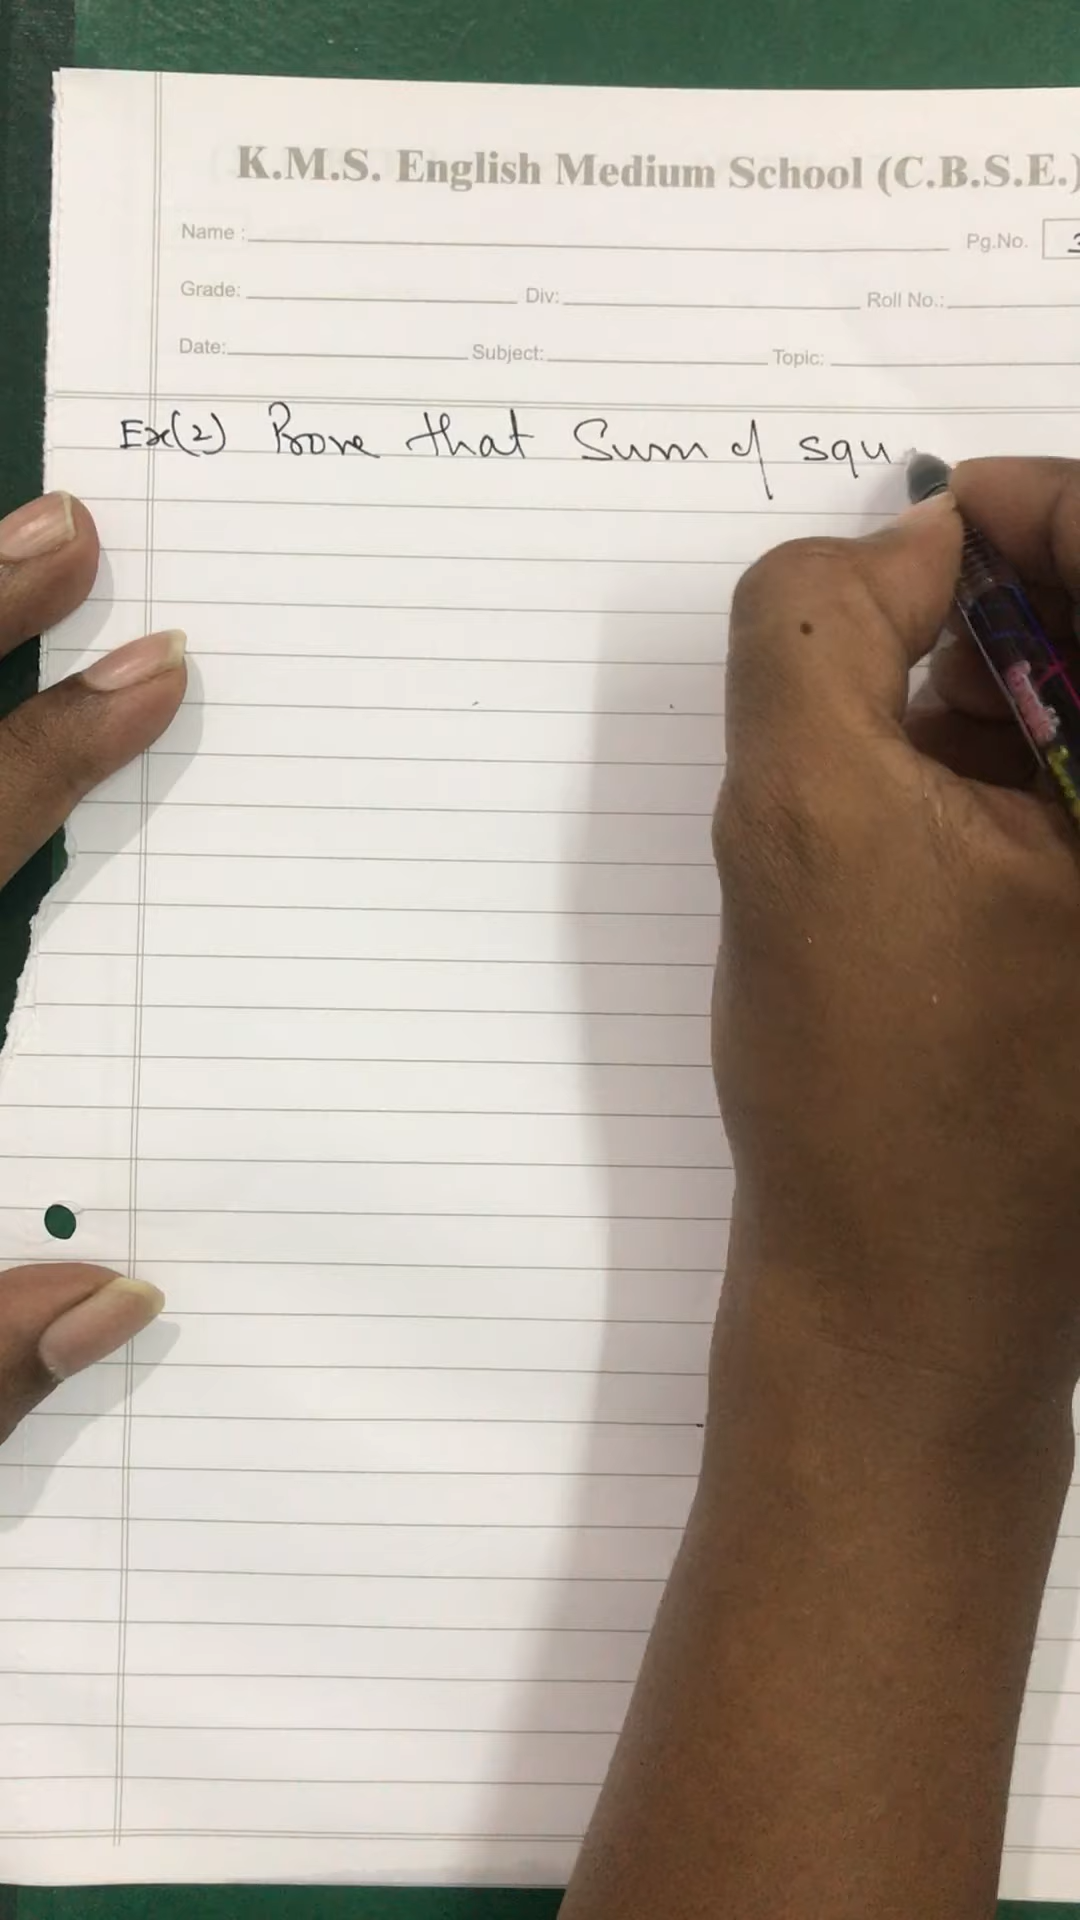 K.M.S. English Medium School (C.B.S.E.)
Name : Pg.No. 3
Grade: Div: Roll No.:
Date: Subject: Topic:
Ex(2) Prove that Sum of squ